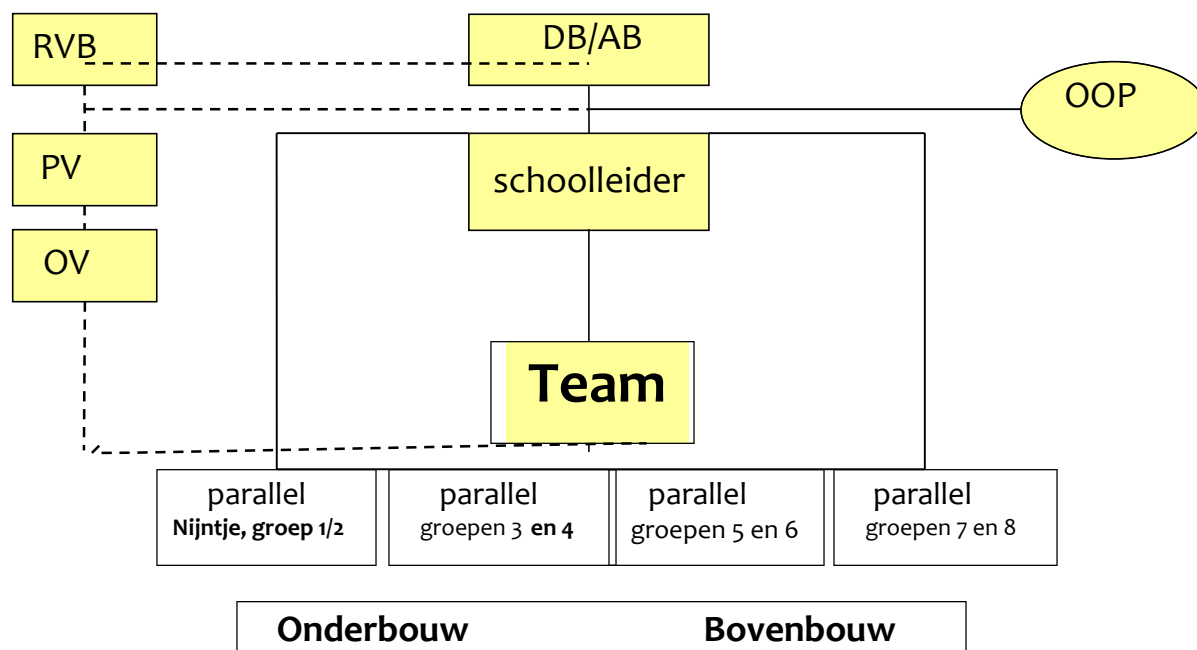 RVB
DB/AB
OOP
PV
schoolleider
OV
Team
parallel
Nijntje, groep 1/2
parallel
groepen 3 en 4
parallel
groepen 5 en 6
parallel
groepen 7 en 8
Onderbouw
Bovenbouw